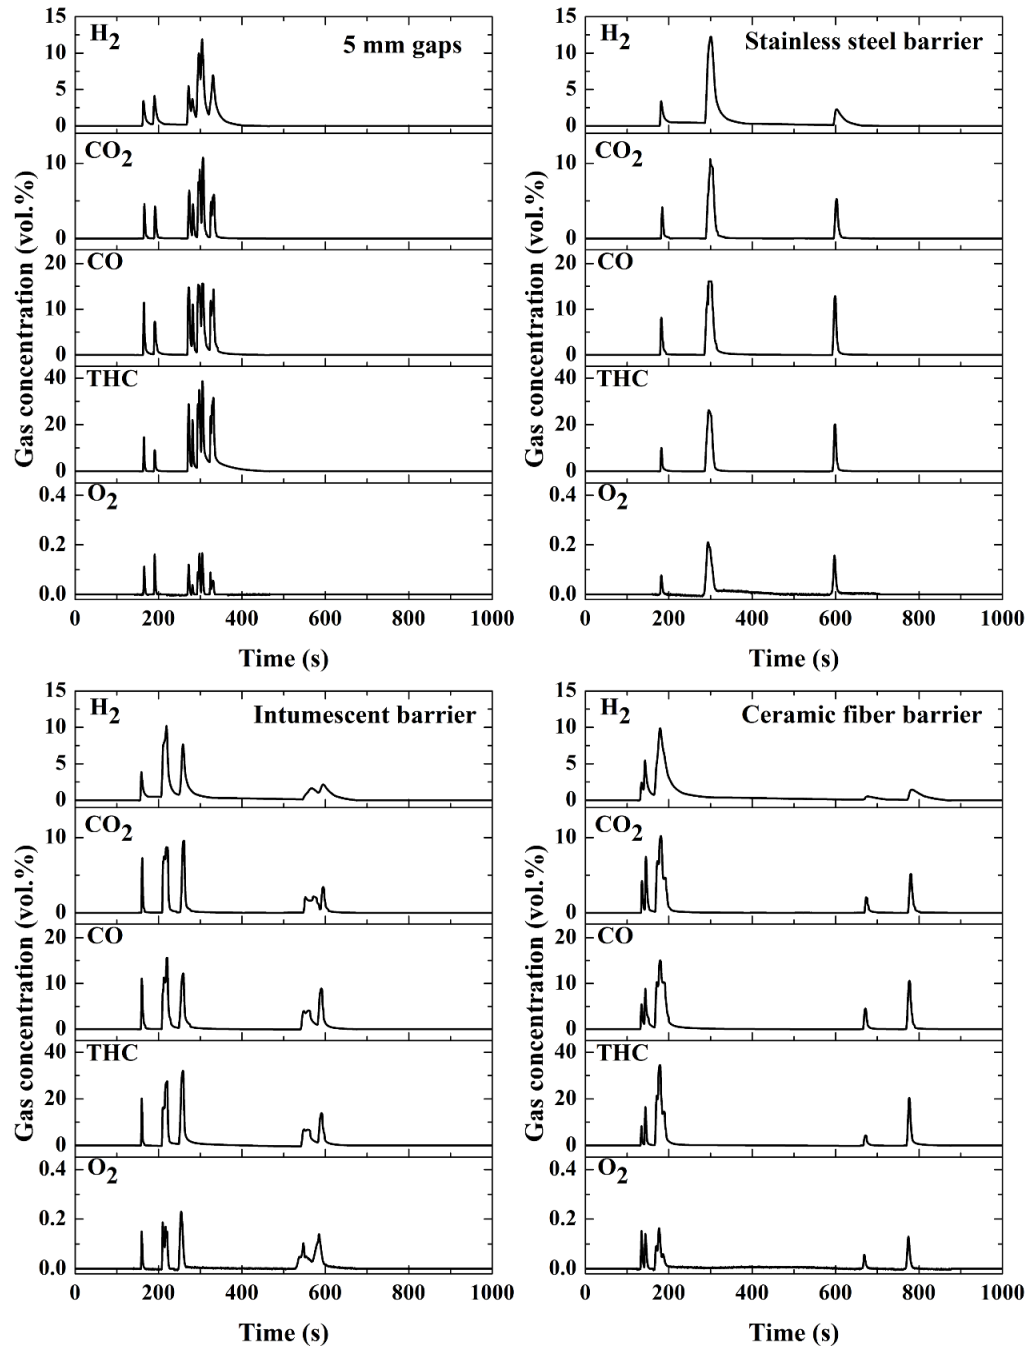 15
H2
5 mm gaps
10
5
0
CO2
10
5
0
20
CO
10
0
40
THC
20
0
0.4
O2
0.2
0.0
0 200 400 600 800 1000
Time (s)
Gas concentration (vol.%)
15
H2
Stainless steel barrier
10
5
0
CO2
10
5
0
20
CO
10
0
40
THC
20
0
0.4
O2
0.2
0.0
0 200 400 600 800 1000
Time (s)
Gas concentration (vol.%)
15
H2
Intumescent barrier
10
5
0
CO2
10
5
0
20
CO
10
0
40
THC
20
0
0.4
O2
0.2
0.0
0 200 400 600 800 1000
Time (s)
Gas concentration (vol.%)
15
H2
Ceramic fiber barrier
10
5
0
CO2
10
5
0
20
CO
10
0
40
THC
20
0
0.4
O2
0.2
0.0
0 200 400 600 800 1000
Time (s)
Gas concentration (vol.%)